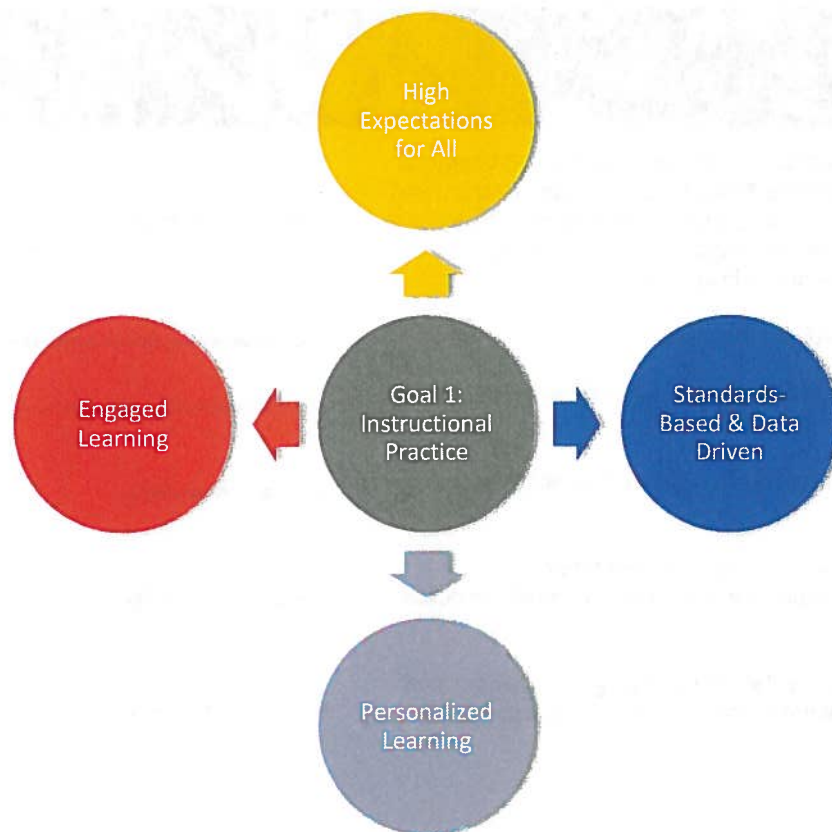 High
Expectations
for All
Engaged
Learning
Goal 1:
Instructional
Practice
Standards-
Based & Data
Driven
Personalized
Learning